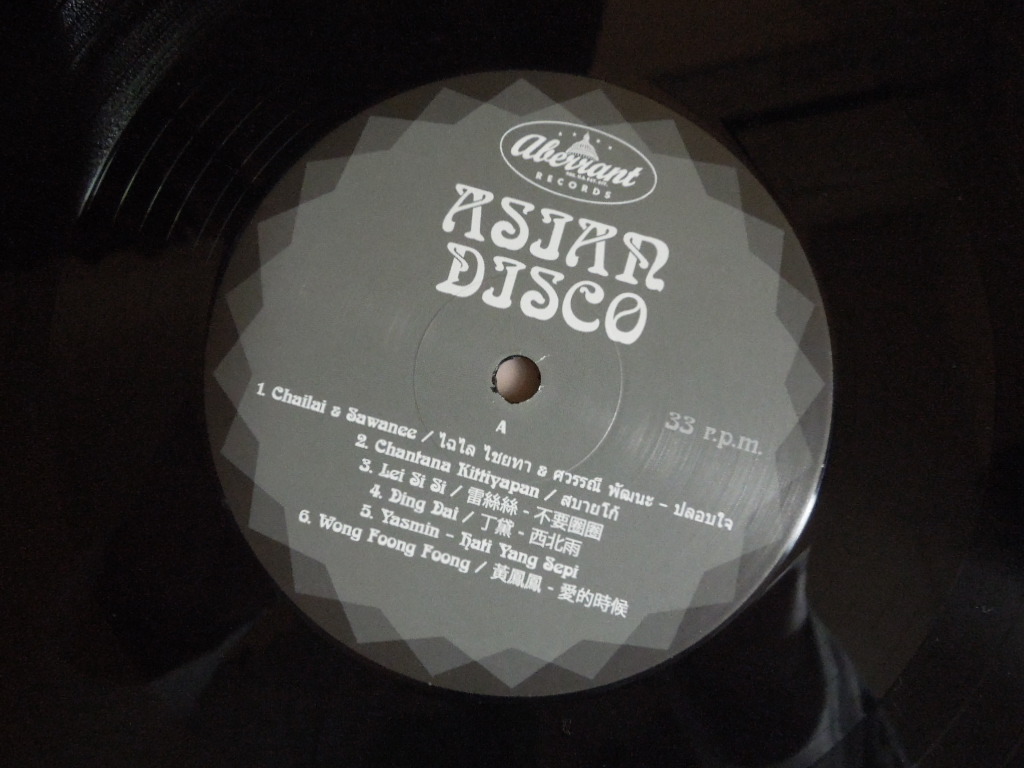 Aberrant
RECORDS
ASIAN
DISCO
33 r.p.m.
A
1. Chailai & Sawanee / ไฉไล ไชยทา & ศวรรณี พัฒนะ - ปลอบใจ
2. Chantana Kittiyapan / สบายโก๋
3. Lei Si Si / 雷絲絲 - 不要圈圈
4. Ding Dai / 丁黛 - 西北雨
5. Yasmin - Hati Yang Sepi
6. Wong Foong Foong / 黃鳳鳳 - 愛的時候